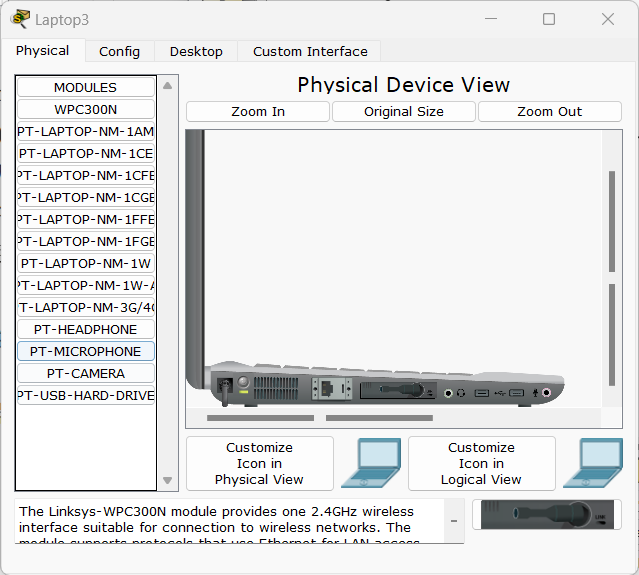 Laptop3
Physical
Config
Desktop
Custom Interface
MODULES
WPC300N
PT-LAPTOP-NM-1AM
PT-LAPTOP-NM-1CE
PT-LAPTOP-NM-1CFE
PT-LAPTOP-NM-1CGE
PT-LAPTOP-NM-1FFE
PT-LAPTOP-NM-1FGE
PT-LAPTOP-NM-1W
PT-LAPTOP-NM-1W-A
T-LAPTOP-NM-3G/4G
PT-HEADPHONE
PT-MICROPHONE
PT-CAMERA
PT-USB-HARD-DRIVE
Physical Device View
Zoom In
Original Size
Zoom Out
Customize
Icon in
Physical View
Customize
Icon in
Logical View
The Linksys-WPC300N module provides one 2.4GHz wireless
interface suitable for connection to wireless networks. The
module supports protocols that use Ethernet for LAN access